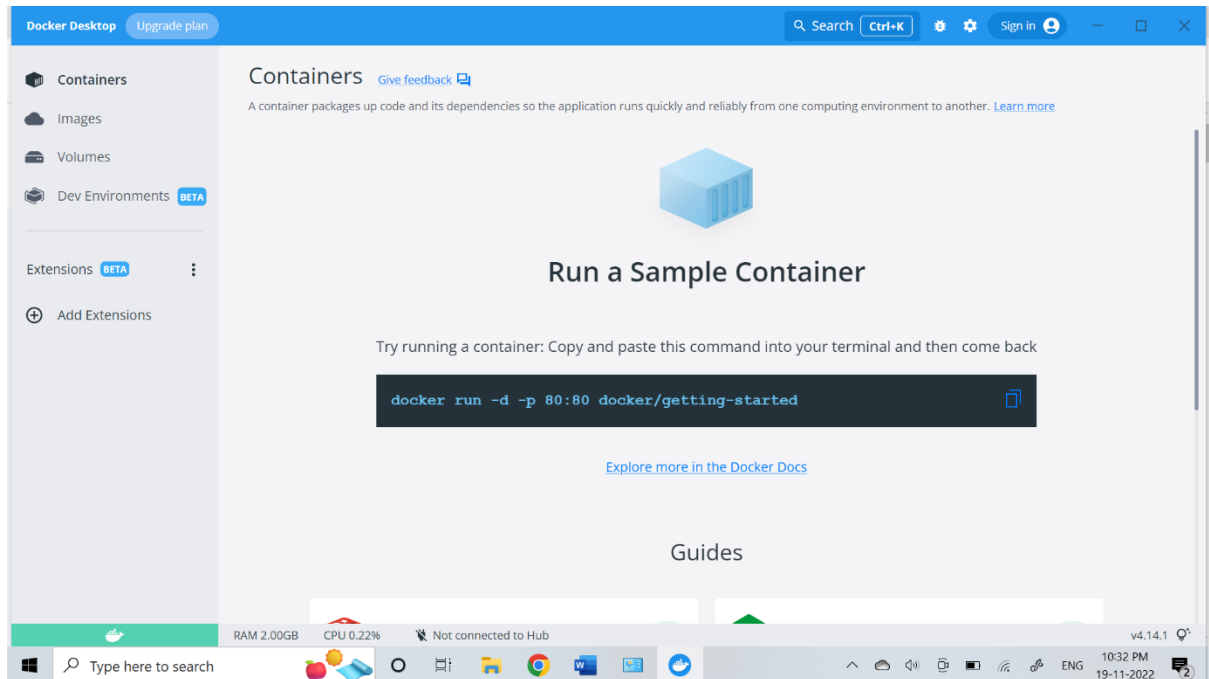 Docker Desktop Upgrade plan Search Ctrl+K Sign in
Containers
Images
Volumes
Dev Environments BETA
Extensions BETA
Add Extensions
Containers Give feedback
A container packages up code and its dependencies so the application runs quickly and reliably from one computing environment to another. Learn more
Run a Sample Container
Try running a container: Copy and paste this command into your terminal and then come back
docker run -d -p 80:80 docker/getting-started
Explore more in the Docker Docs
Guides
RAM 2.00GB CPU 0.22% Not connected to Hub v4.14.1
Type here to search W ENG 10:32 PM
19-11-2022 2